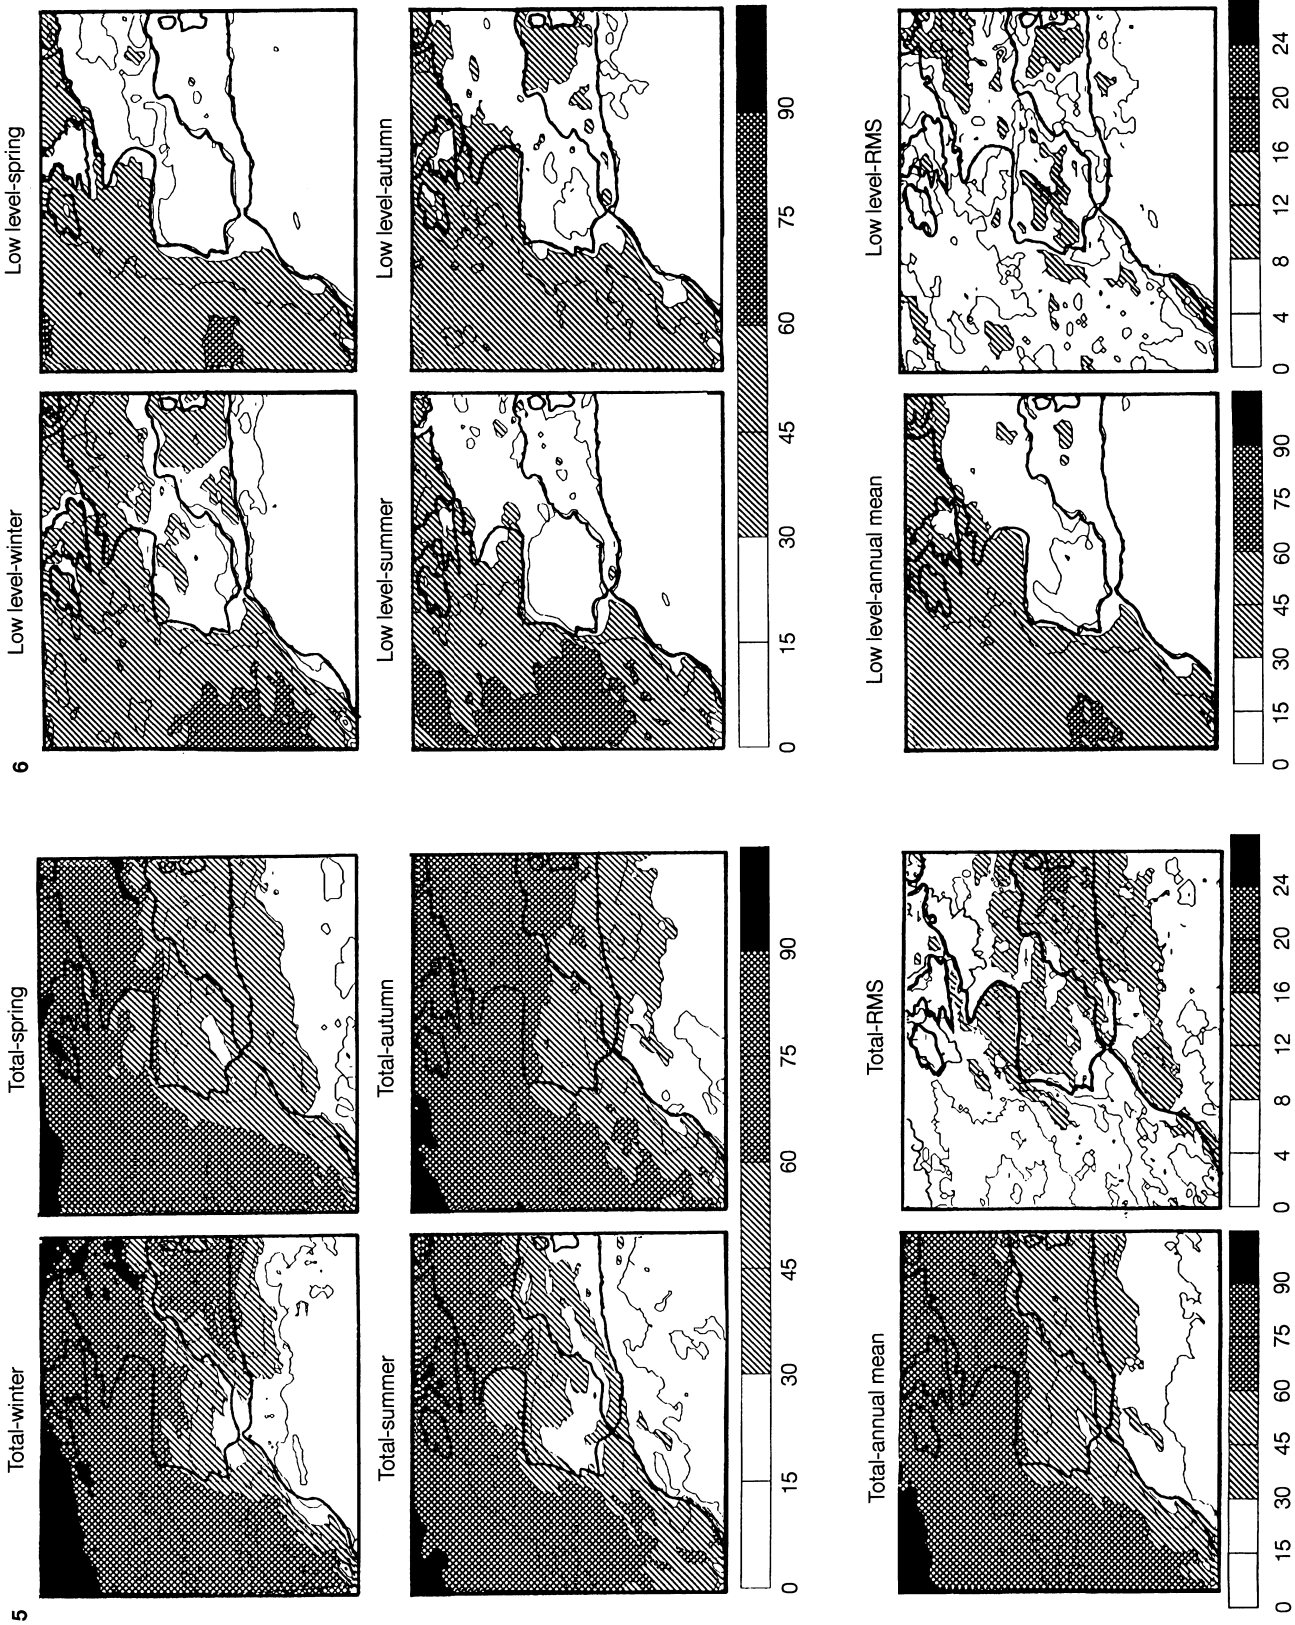 5
Total-winter
Total-spring
Total-summer
Total-autumn
0 15 30 45 60 75 90
Total-annual mean
Total-RMS
0 15 30 45 60 75 90
0 4 8 12 16 20 24
6
Low level-winter
Low level-spring
Low level-summer
Low level-autumn
0 15 30 45 60 75 90
Low level-annual mean
Low level-RMS
0 15 30 45 60 75 90
0 4 8 12 16 20 24